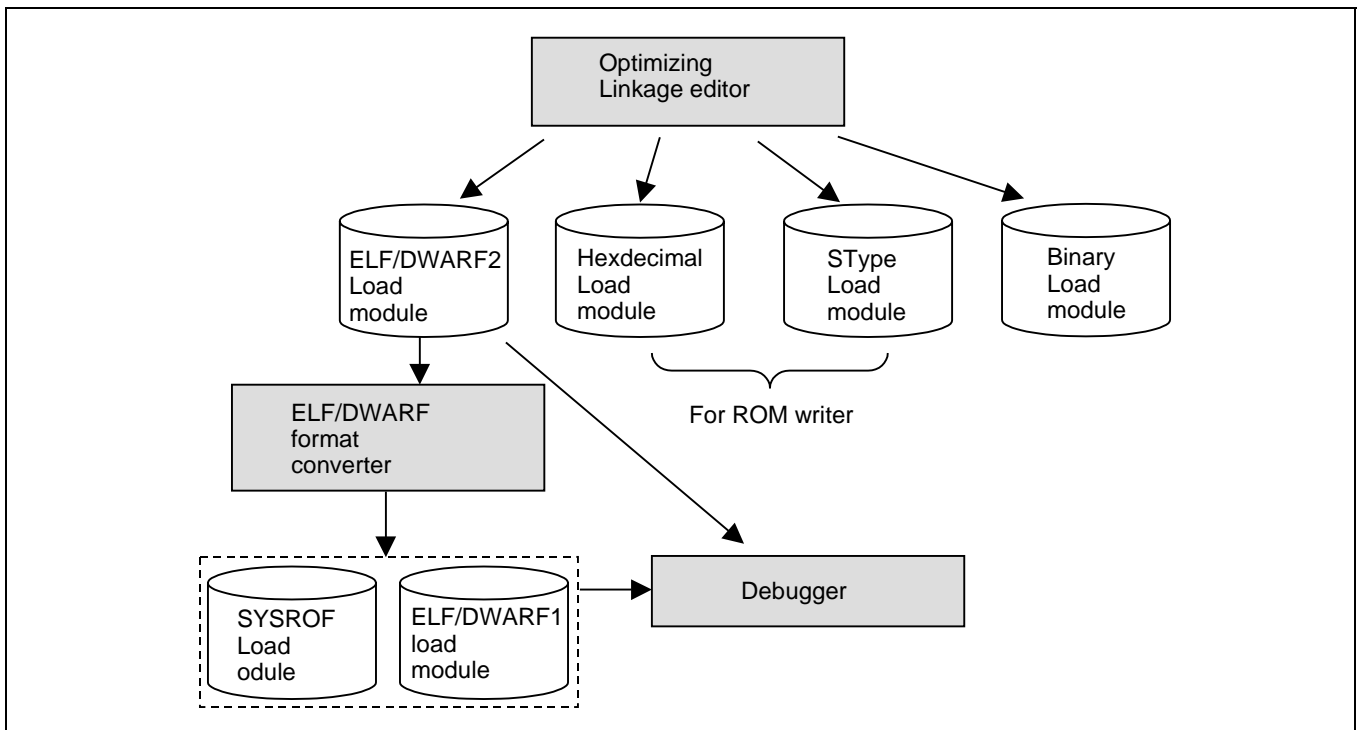 Optimizing
Linkage editor
ELF/DWARF2
Load
module
Hexdecimal
Load
module
SType
Load
module
Binary
Load
module
For ROM writer
ELF/DWARF
format
converter
SYSROF
Load
odule
ELF/DWARF1
load
module
Debugger